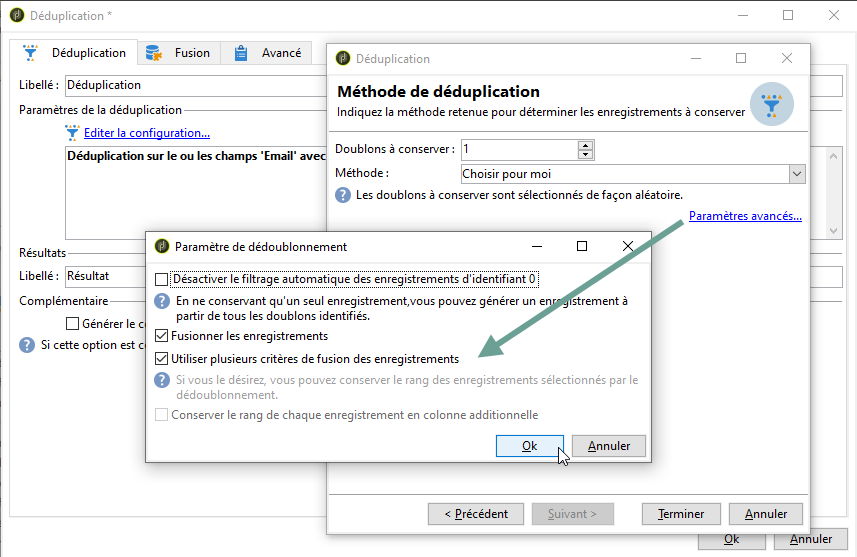 Déduplication *
Déduplication
Fusion
Avancé
Libellé :
Déduplication
Paramètres de la déduplication
Editer la configuration...
Déduplication sur le ou les champs 'Email' avec
Résultats
Libellé :
Résultat
Complémentaire
Générer le c
Si cette option est c
Ok
Annuler
Déduplication
Méthode de déduplication
Indiquez la méthode retenue pour déterminer les enregistrements à conserver
Doublons à conserver :
1
Méthode :
Choisir pour moi
Les doublons à conserver sont sélectionnés de façon aléatoire.
Paramètres avancés...
< Précédent
Suivant >
Terminer
Annuler
Paramètre de dédoublonnement
Désactiver le filtrage automatique des enregistrements d'identifiant 0
En ne conservant qu'un seul enregistrement,vous pouvez générer un enregistrement à
partir de tous les doublons identifiés.
Fusionner les enregistrements
Utiliser plusieurs critères de fusion des enregistrements
Si vous le désirez, vous pouvez conserver le rang des enregistrements sélectionnés par le
dédoublonnement.
Conserver le rang de chaque enregistrement en colonne additionnelle
Ok
Annuler